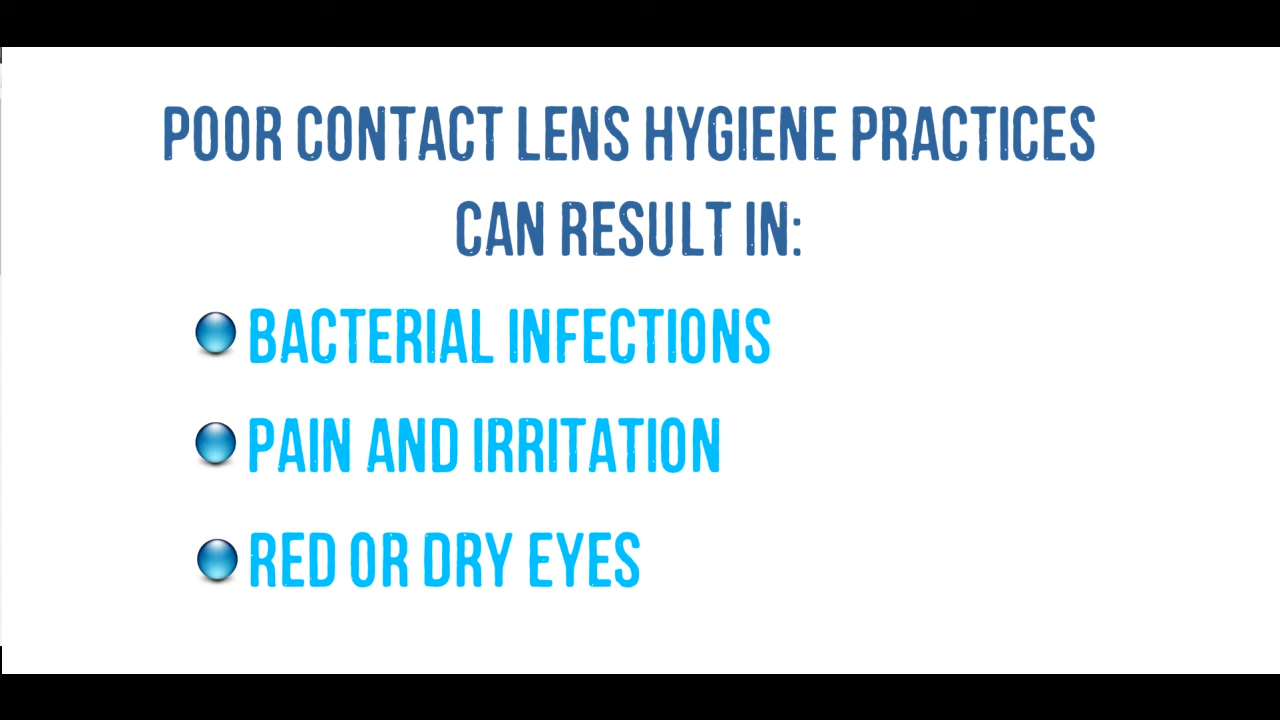 POOR CONTACT LENS HYGIENE PRACTICES
CAN RESULT IN:
BACTERIAL INFECTIONS
PAIN AND IRRITATION
RED OR DRY EYES